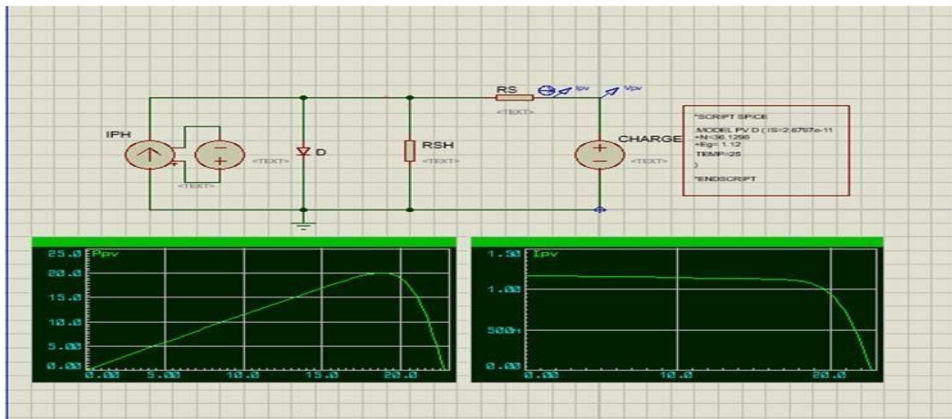 RS
Ipv
Vpv
<TEXT>
IPH
D
<TEXT>
<TEXT>
RSH
<TEXT>
CHARGE
<TEXT>
*SCRIPT SPICE
.MODEL PV D ( IS=2.6797e-11
+N=36.1296
+Eg= 1.12
TEMP=25
)
*ENDSCRIPT
Ppv
25.0
20.0
15.0
10.0
5.00
0.00
0.00
5.00
10.0
15.0
20.0
Ipv
1.50
1.00
500m
0.00
0.00
10.0
20.0